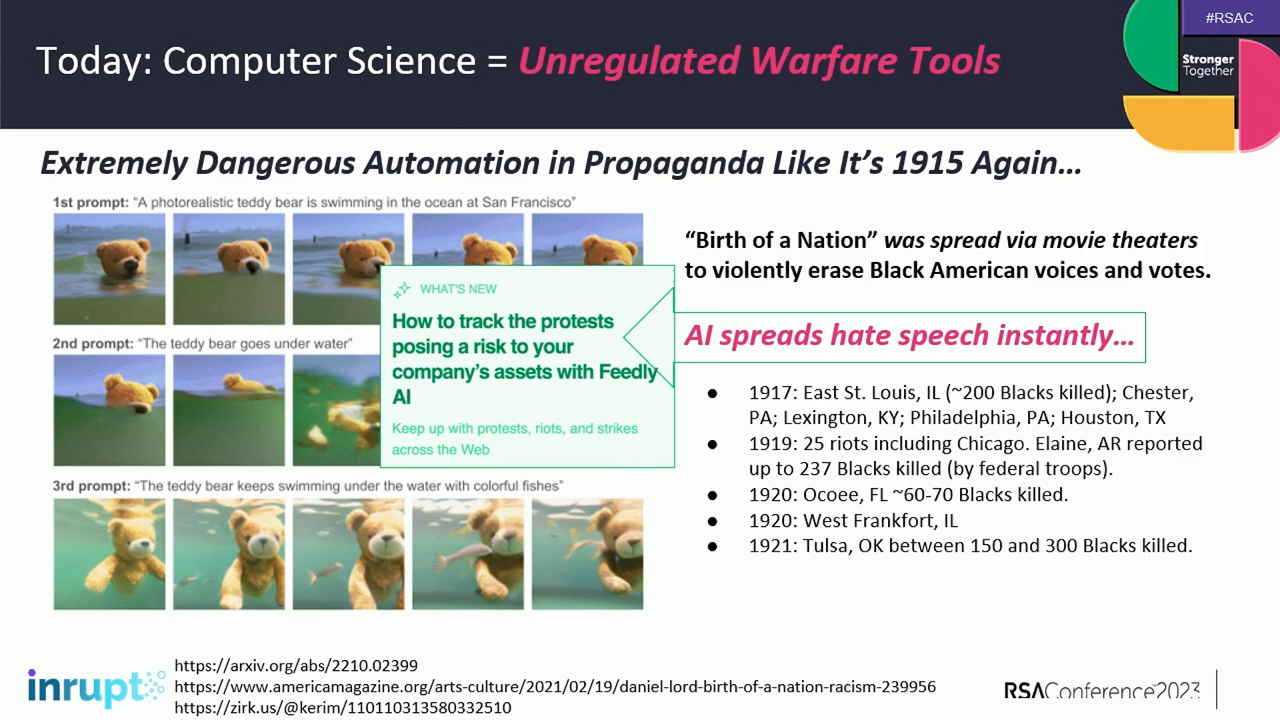 #RSAC
Today: Computer Science = Unregulated Warfare Tools
Stronger
Together
Extremely Dangerous Automation in Propaganda Like It’s 1915 Again…
1st prompt: “A photorealistic teddy bear is swimming in the ocean at San Francisco”
2nd prompt: “The teddy bear goes under water”
3rd prompt: “The teddy bear keeps swimming under the water with colorful fishes”
WHAT'S NEW
How to track the protests
posing a risk to your
company’s assets with Feedly
AI
Keep up with protests, riots, and strikes
across the Web
“Birth of a Nation” was spread via movie theaters
to violently erase Black American voices and votes.
AI spreads hate speech instantly…
● 1917: East St. Louis, IL (~200 Blacks killed); Chester,
PA; Lexington, KY; Philadelphia, PA; Houston, TX
● 1919: 25 riots including Chicago. Elaine, AR reported
up to 237 Blacks killed (by federal troops).
● 1920: Ocoee, FL ~60-70 Blacks killed.
● 1920: West Frankfort, IL
● 1921: Tulsa, OK between 150 and 300 Blacks killed.
inrupt
https://arxiv.org/abs/2210.02399
https://www.americamagazine.org/arts-culture/2021/02/19/daniel-lord-birth-of-a-nation-racism-239956
https://zirk.us/@kerim/110110313580332510
RSAConference™2023